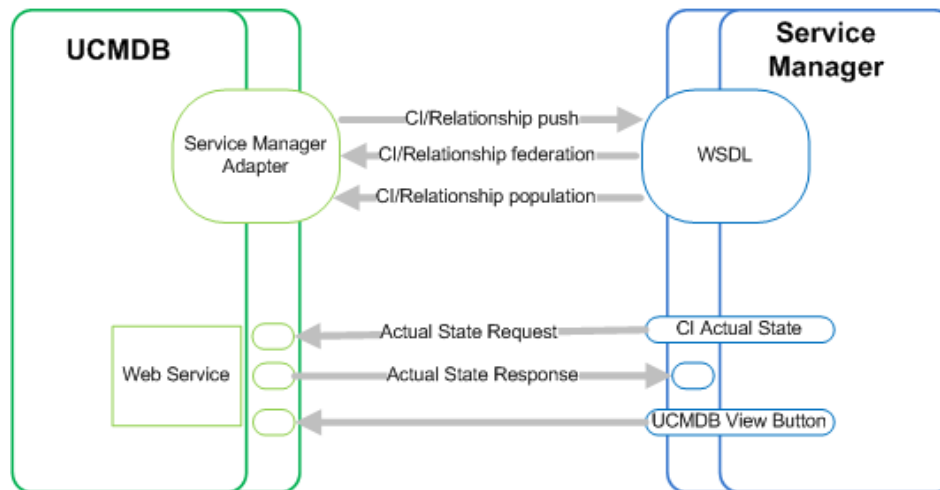 UCMDB
Service
Manager
Service Manager
Adapter
CI/Relationship push
CI/Relationship federation
CI/Relationship population
WSDL
Actual State Request
CI Actual State
Web Service
Actual State Response
UCMDB View Button